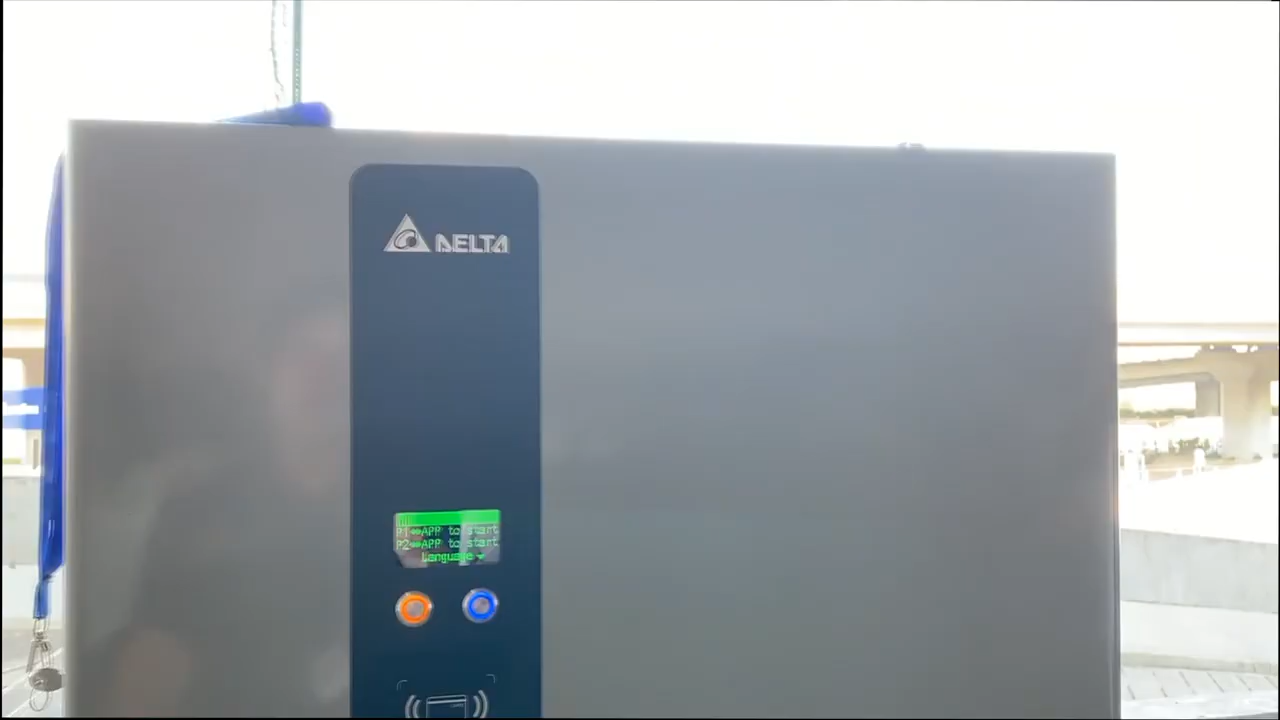 DELTA
P1⇔APP to start
P2⇔APP to start
Language